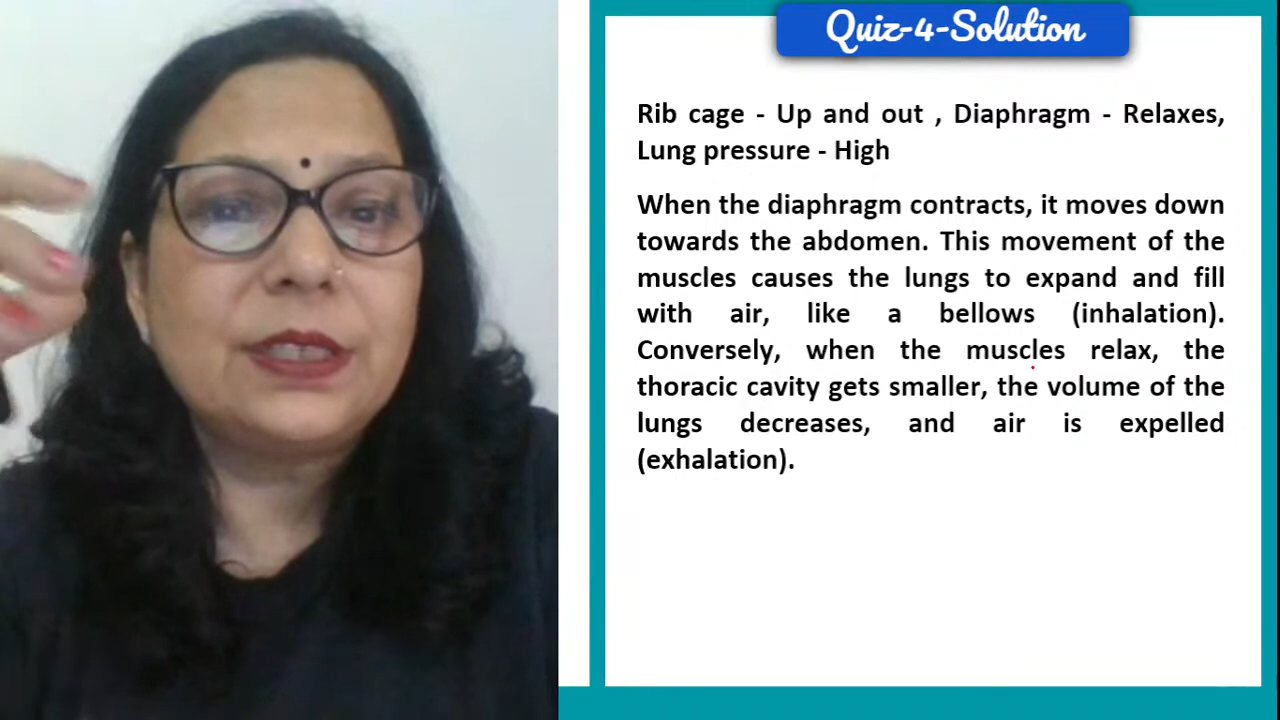 Quiz-4-Solution
Rib cage - Up and out , Diaphragm - Relaxes,
Lung pressure - High
When the diaphragm contracts, it moves down
towards the abdomen. This movement of the
muscles causes the lungs to expand and fill
with air, like a bellows (inhalation).
Conversely, when the muscles relax, the
thoracic cavity gets smaller, the volume of the
lungs decreases, and air is expelled
(exhalation).